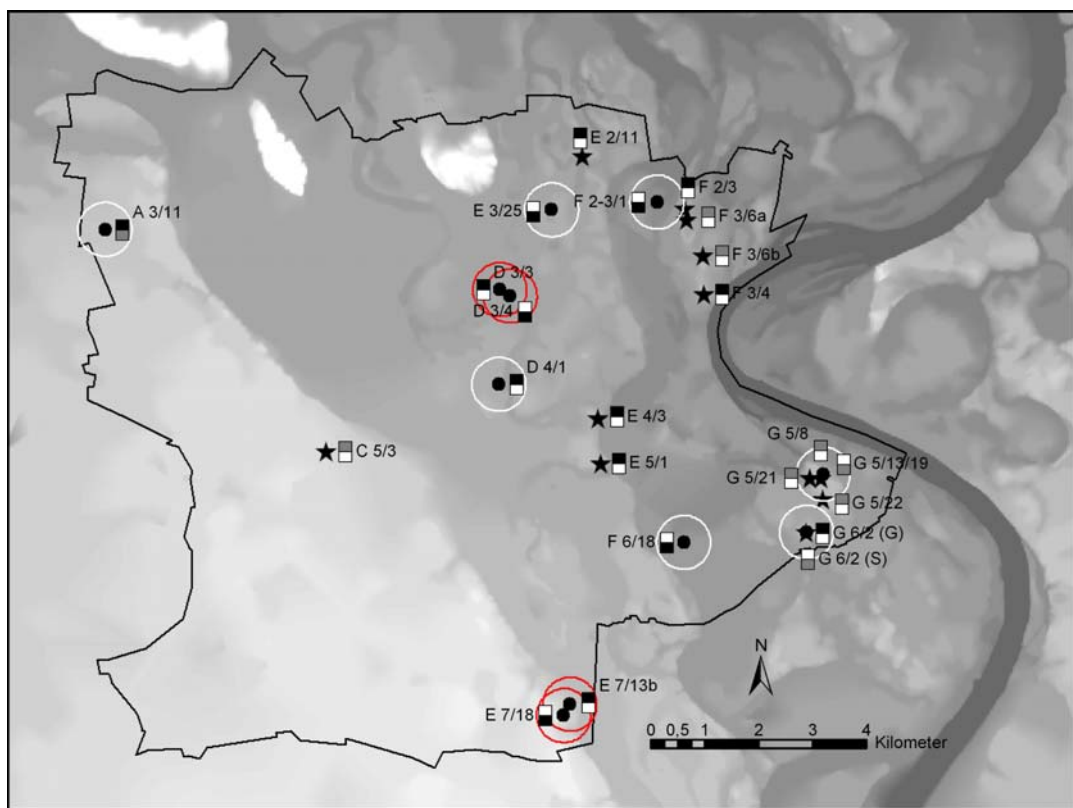 E 2/11
F 2/3
A 3/11
E 3/25
F 2-3/1
F 3/6a
F 3/6b
D 3/3
D 3/4
F 3/4
D 4/1
E 4/3
C 5/3
E 5/1
G 5/8
G 5/13/19
G 5/21
G 5/22
F 6/18
G 6/2 (G)
G 6/2 (S)
N
E 7/13b
E 7/18
0 0,5 1 2 3 4
Kilometer